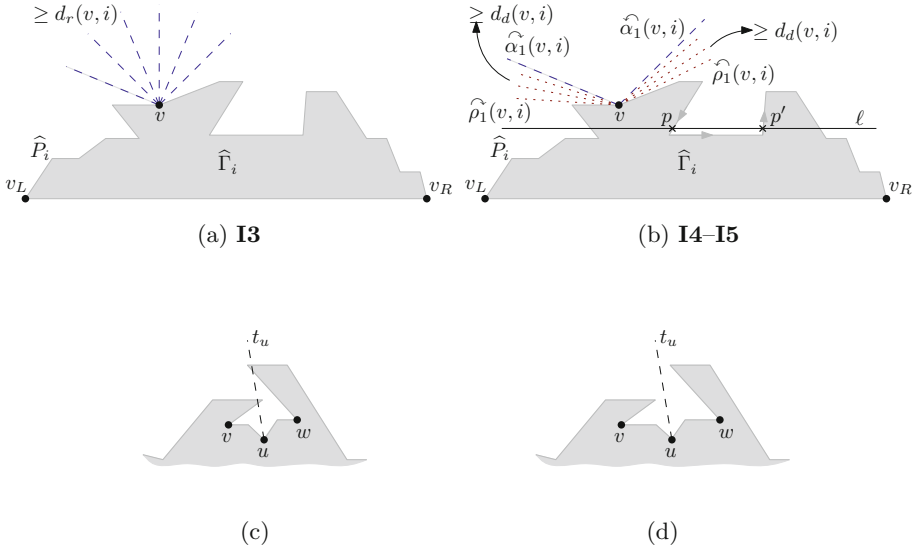 ≥ d_r(v, i)
v
P̂_i
Γ̂_i
v_L
v_R
(a) I3
≥ d_d(v, i)
α̂_1(v, i)
α̂_1(v, i)
≥ d_d(v, i)
ρ̂_1(v, i)
ρ̂_1(v, i)
v
p
p′
ℓ
P̂_i
Γ̂_i
v_L
v_R
(b) I4–I5
t_u
v
w
u
(c)
t_u
v
w
u
(d)